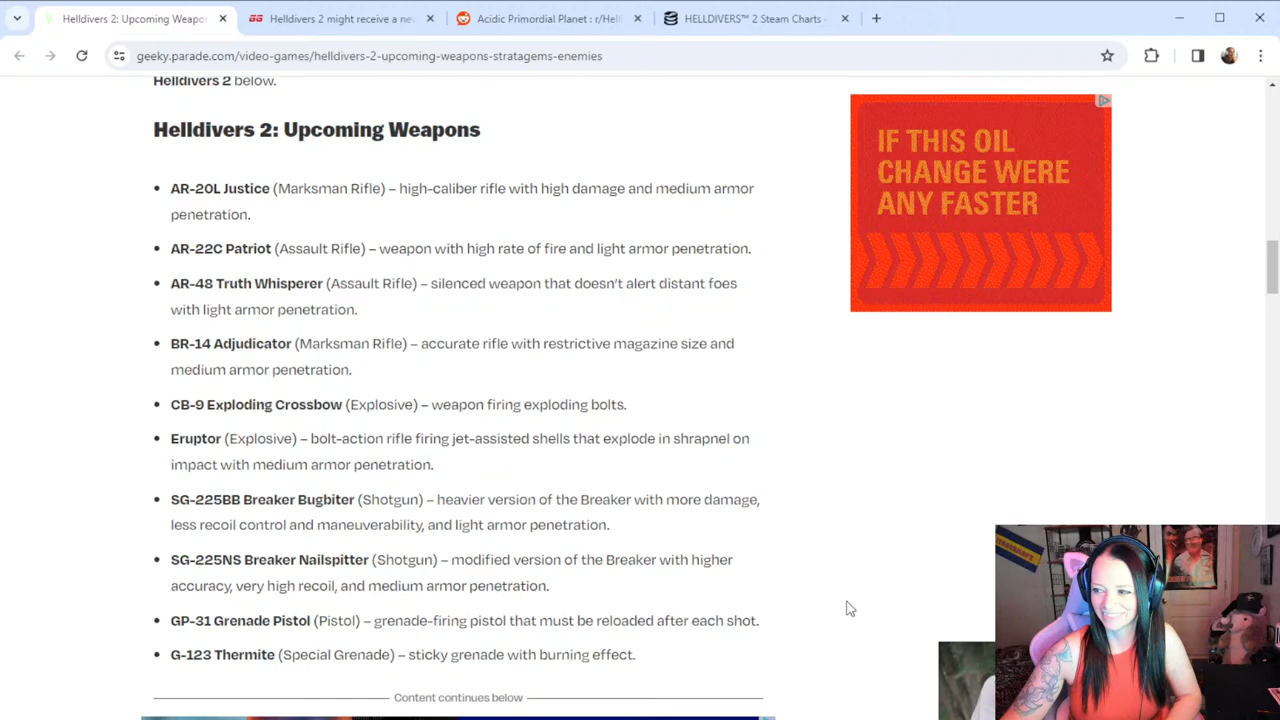 Helldivers 2: Upcoming Weapo
Helldivers 2 might receive a ne
Acidic Primordial Planet : r/Hell
HELLDIVERS™ 2 Steam Charts
geeky.parade.com/video-games/helldivers-2-upcoming-weapons-stratagems-enemies
Helldivers 2 below.
Helldivers 2: Upcoming Weapons
• AR-20L Justice (Marksman Rifle) – high-caliber rifle with high damage and medium armor
penetration.
• AR-22C Patriot (Assault Rifle) – weapon with high rate of fire and light armor penetration.
• AR-48 Truth Whisperer (Assault Rifle) – silenced weapon that doesn’t alert distant foes
with light armor penetration.
• BR-14 Adjudicator (Marksman Rifle) – accurate rifle with restrictive magazine size and
medium armor penetration.
• CB-9 Exploding Crossbow (Explosive) – weapon firing exploding bolts.
• Eruptor (Explosive) – bolt-action rifle firing jet-assisted shells that explode in shrapnel on
impact with medium armor penetration.
• SG-225BB Breaker Bugbiter (Shotgun) – heavier version of the Breaker with more damage,
less recoil control and maneuverability, and light armor penetration.
• SG-225NS Breaker Nailspitter (Shotgun) – modified version of the Breaker with higher
accuracy, very high recoil, and medium armor penetration.
• GP-31 Grenade Pistol (Pistol) – grenade-firing pistol that must be reloaded after each shot.
• G-123 Thermite (Special Grenade) – sticky grenade with burning effect.
Content continues below
IF THIS OIL
CHANGE WERE
ANY FASTER